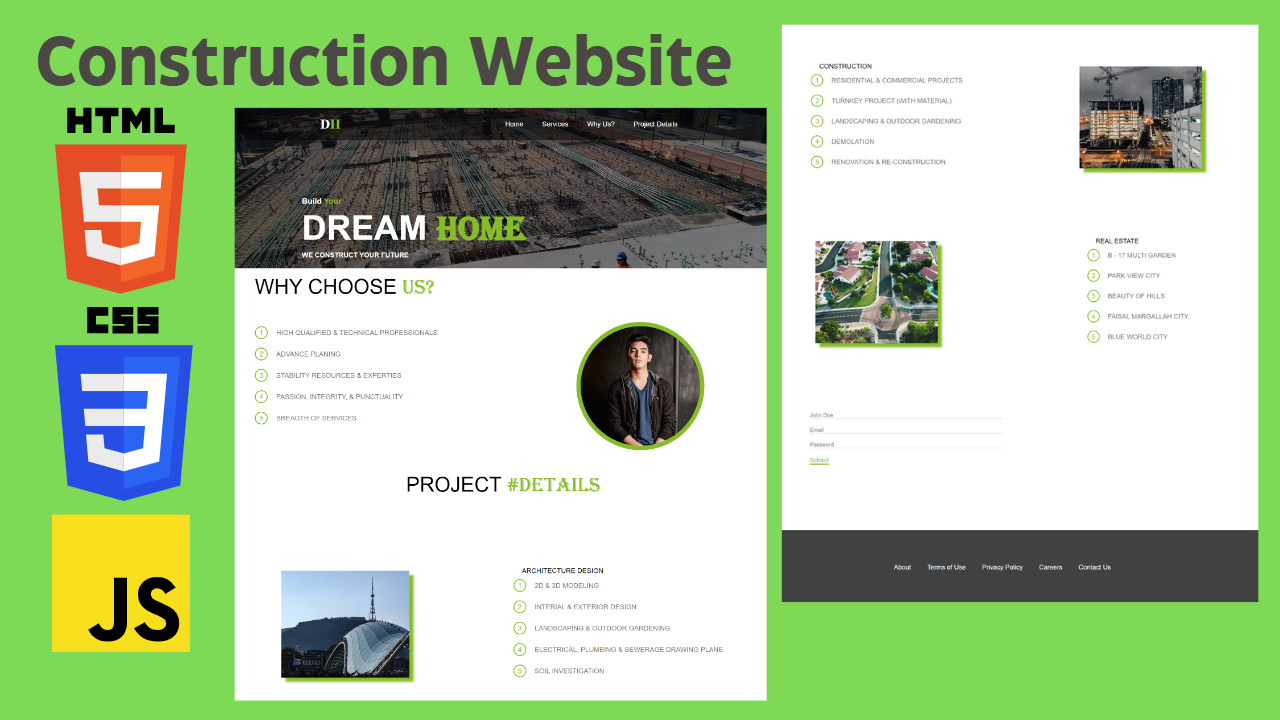 Construction Website
HTML
5
CSS
3
JS
DH
Home Services Why Us? Project Details
Build Your
DREAM HOME
WE CONSTRUCT YOUR FUTURE
WHY CHOOSE US?
1 HIGH QUALIFIED & TECHNICAL PROFESSIONALS
2 ADVANCE PLANING
3 STABILITY RESOURCES & EXPERTIES
4 PASSION, INTEGRITY, & PUNCTUALITY
5 BREADTH OF SERVICES
PROJECT #DETAILS
ARCHITECTURE DESIGN
1 2D & 3D MODELING
2 INTERIAL & EXTERIOR DESIGN
3 LANDSCAPING & OUTDOOR GARDENING
4 ELECTRICAL, PLUMBING & SEWERAGE DRAWING PLANE.
5 SOIL INVESTIGATION
CONSTRUCTION
1 RESIDENTIAL & COMMERCIAL PROJECTS
2 TURNKEY PROJECT (WITH MATERIAL)
3 LANDSCAPING & OUTDOOR GARDENING
4 DEMOLATION
5 RENOVATION & RE-CONSTRUCTION
REAL ESTATE
1 B - 17 MULTI GARDEN
2 PARK VIEW CITY
3 BEAUTY OF HILLS
4 FAISAL MARGALLAH CITY.
5 BLUE WORLD CITY
John Doe
Email
Password
Submit
About Terms of Use Privacy Policy Careers Contact Us